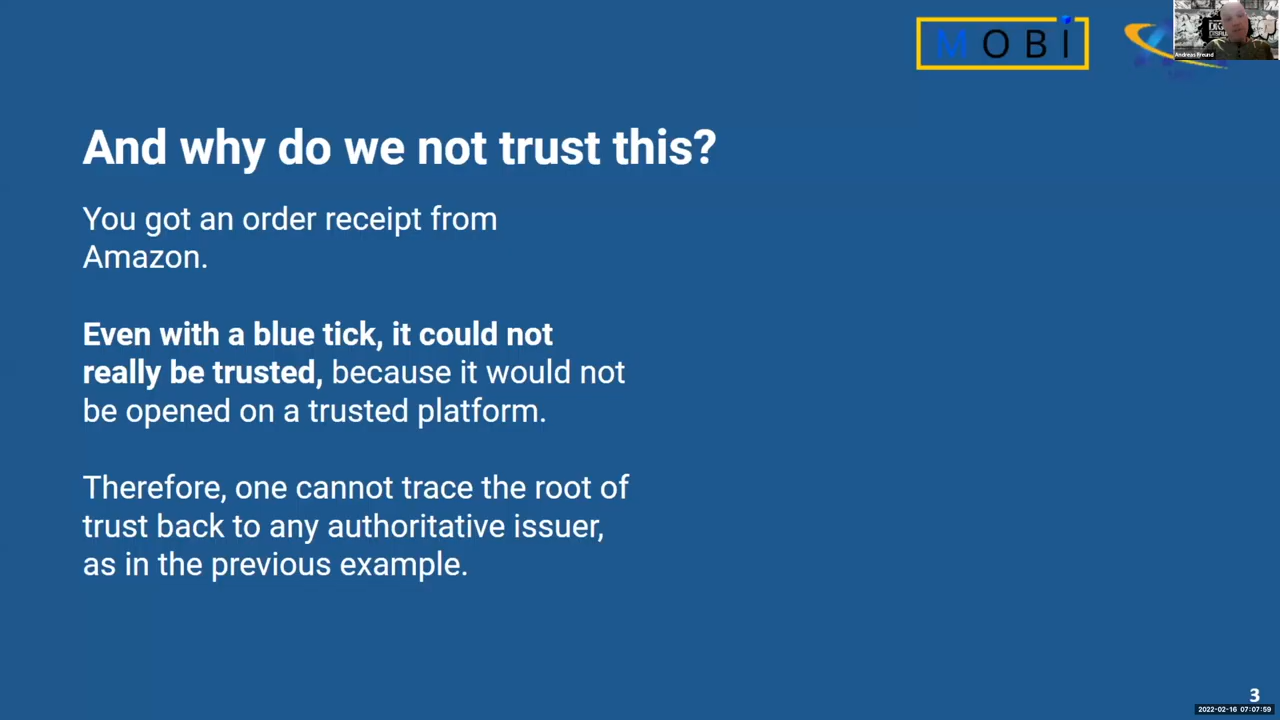 MOBI
Andreas Freund
And why do we not trust this?
You got an order receipt from
Amazon.
Even with a blue tick, it could not
really be trusted, because it would not
be opened on a trusted platform.
Therefore, one cannot trace the root of
trust back to any authoritative issuer,
as in the previous example.
3
2022-02-16 07:07:59